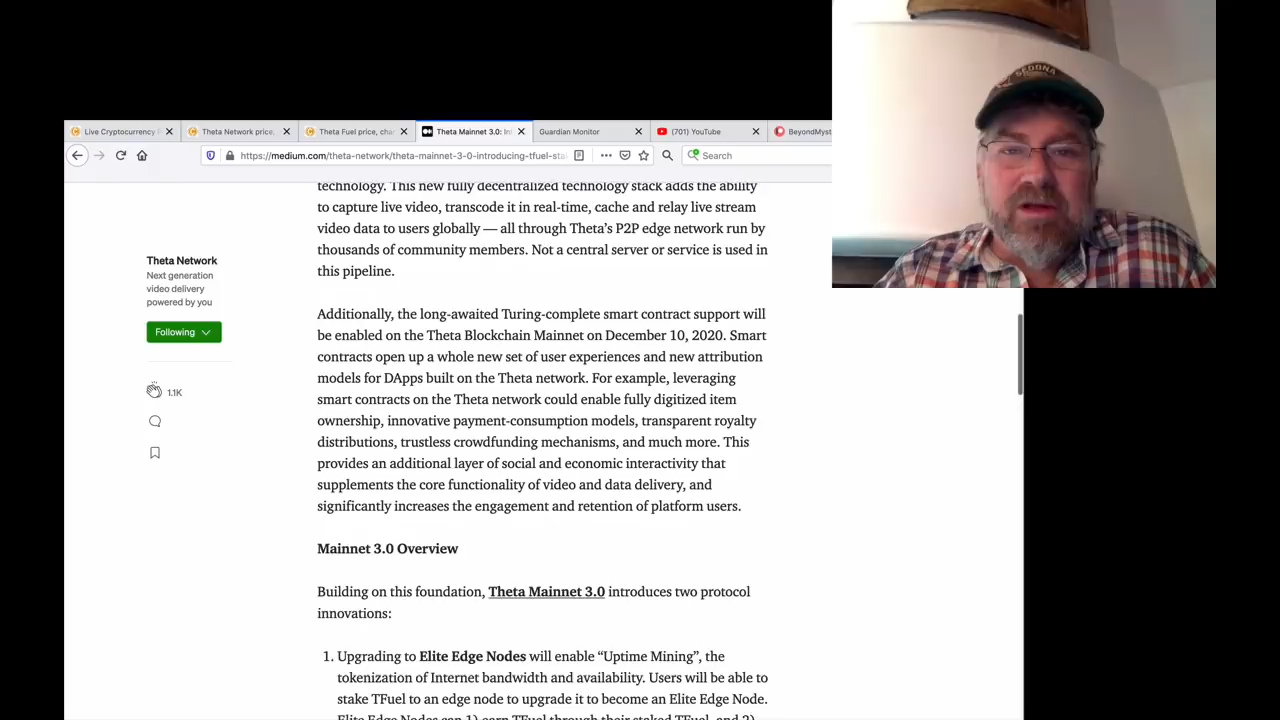 SEDONA
Live Cryptocurrency
Theta Network price,
Theta Fuel price, cha
Theta Mainnet 3.0: In
Guardian Monitor
(701) YouTube
BeyondMyst
https://medium.com/theta-network/theta-mainnet-3-0-introducing-tfuel-sta
Search
technology. This new fully decentralized technology stack adds the ability
to capture live video, transcode it in real-time, cache and relay live stream
video data to users globally — all through Theta's P2P edge network run by
thousands of community members. Not a central server or service is used in
this pipeline.
Theta Network
Next generation
video delivery
powered by you
Following
1.1K
Additionally, the long-awaited Turing-complete smart contract support will
be enabled on the Theta Blockchain Mainnet on December 10, 2020. Smart
contracts open up a whole new set of user experiences and new attribution
models for DApps built on the Theta network. For example, leveraging
smart contracts on the Theta network could enable fully digitized item
ownership, innovative payment-consumption models, transparent royalty
distributions, trustless crowdfunding mechanisms, and much more. This
provides an additional layer of social and economic interactivity that
supplements the core functionality of video and data delivery, and
significantly increases the engagement and retention of platform users.
Mainnet 3.0 Overview
Building on this foundation, Theta Mainnet 3.0 introduces two protocol
innovations:
1. Upgrading to Elite Edge Nodes will enable “Uptime Mining”, the
tokenization of Internet bandwidth and availability. Users will be able to
stake TFuel to an edge node to upgrade it to become an Elite Edge Node.
Elite Edge Nodes can 1) earn TFuel through their staked TFuel, and 2)